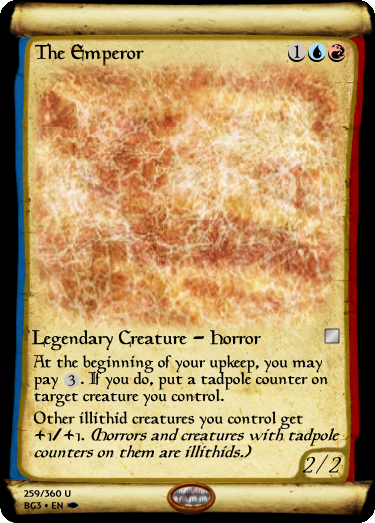 The Emperor 1
Legendary Creature – Horror
At the beginning of your upkeep, you may
pay 3. If you do, put a tadpole counter on
target creature you control.
Other illithid creatures you control get
+1/+1. (Horrors and creatures with tadpole
counters on them are illithids.)
2/2
259/360 U
BG3 • EN